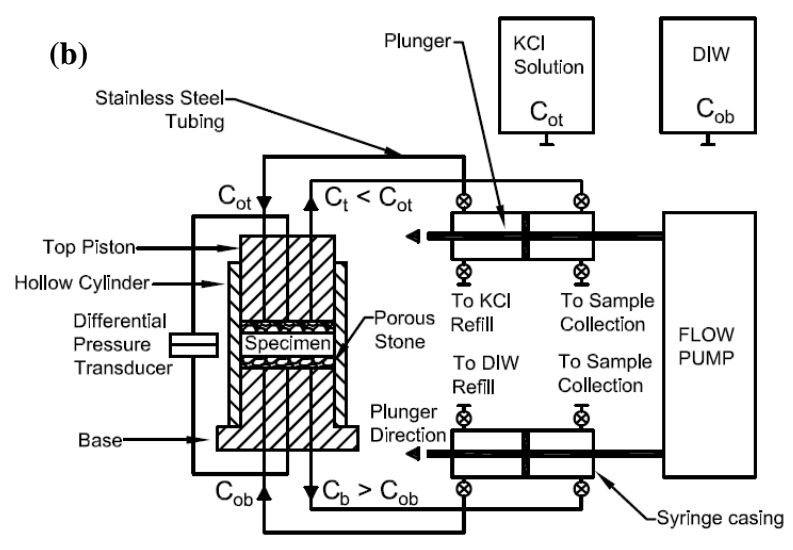 (b)
Plunger
KCl
Solution
C_ot
DIW
C_ob
Stainless Steel
Tubing
C_ot
C_t < C_ot
Top Piston
Hollow Cylinder
Differential
Pressure
Transducer
Specimen
Porous
Stone
To KCl
Refill
To Sample
Collection
To DIW
Refill
To Sample
Collection
FLOW
PUMP
Plunger
Direction
Base
C_ob
C_b > C_ob
Syringe casing